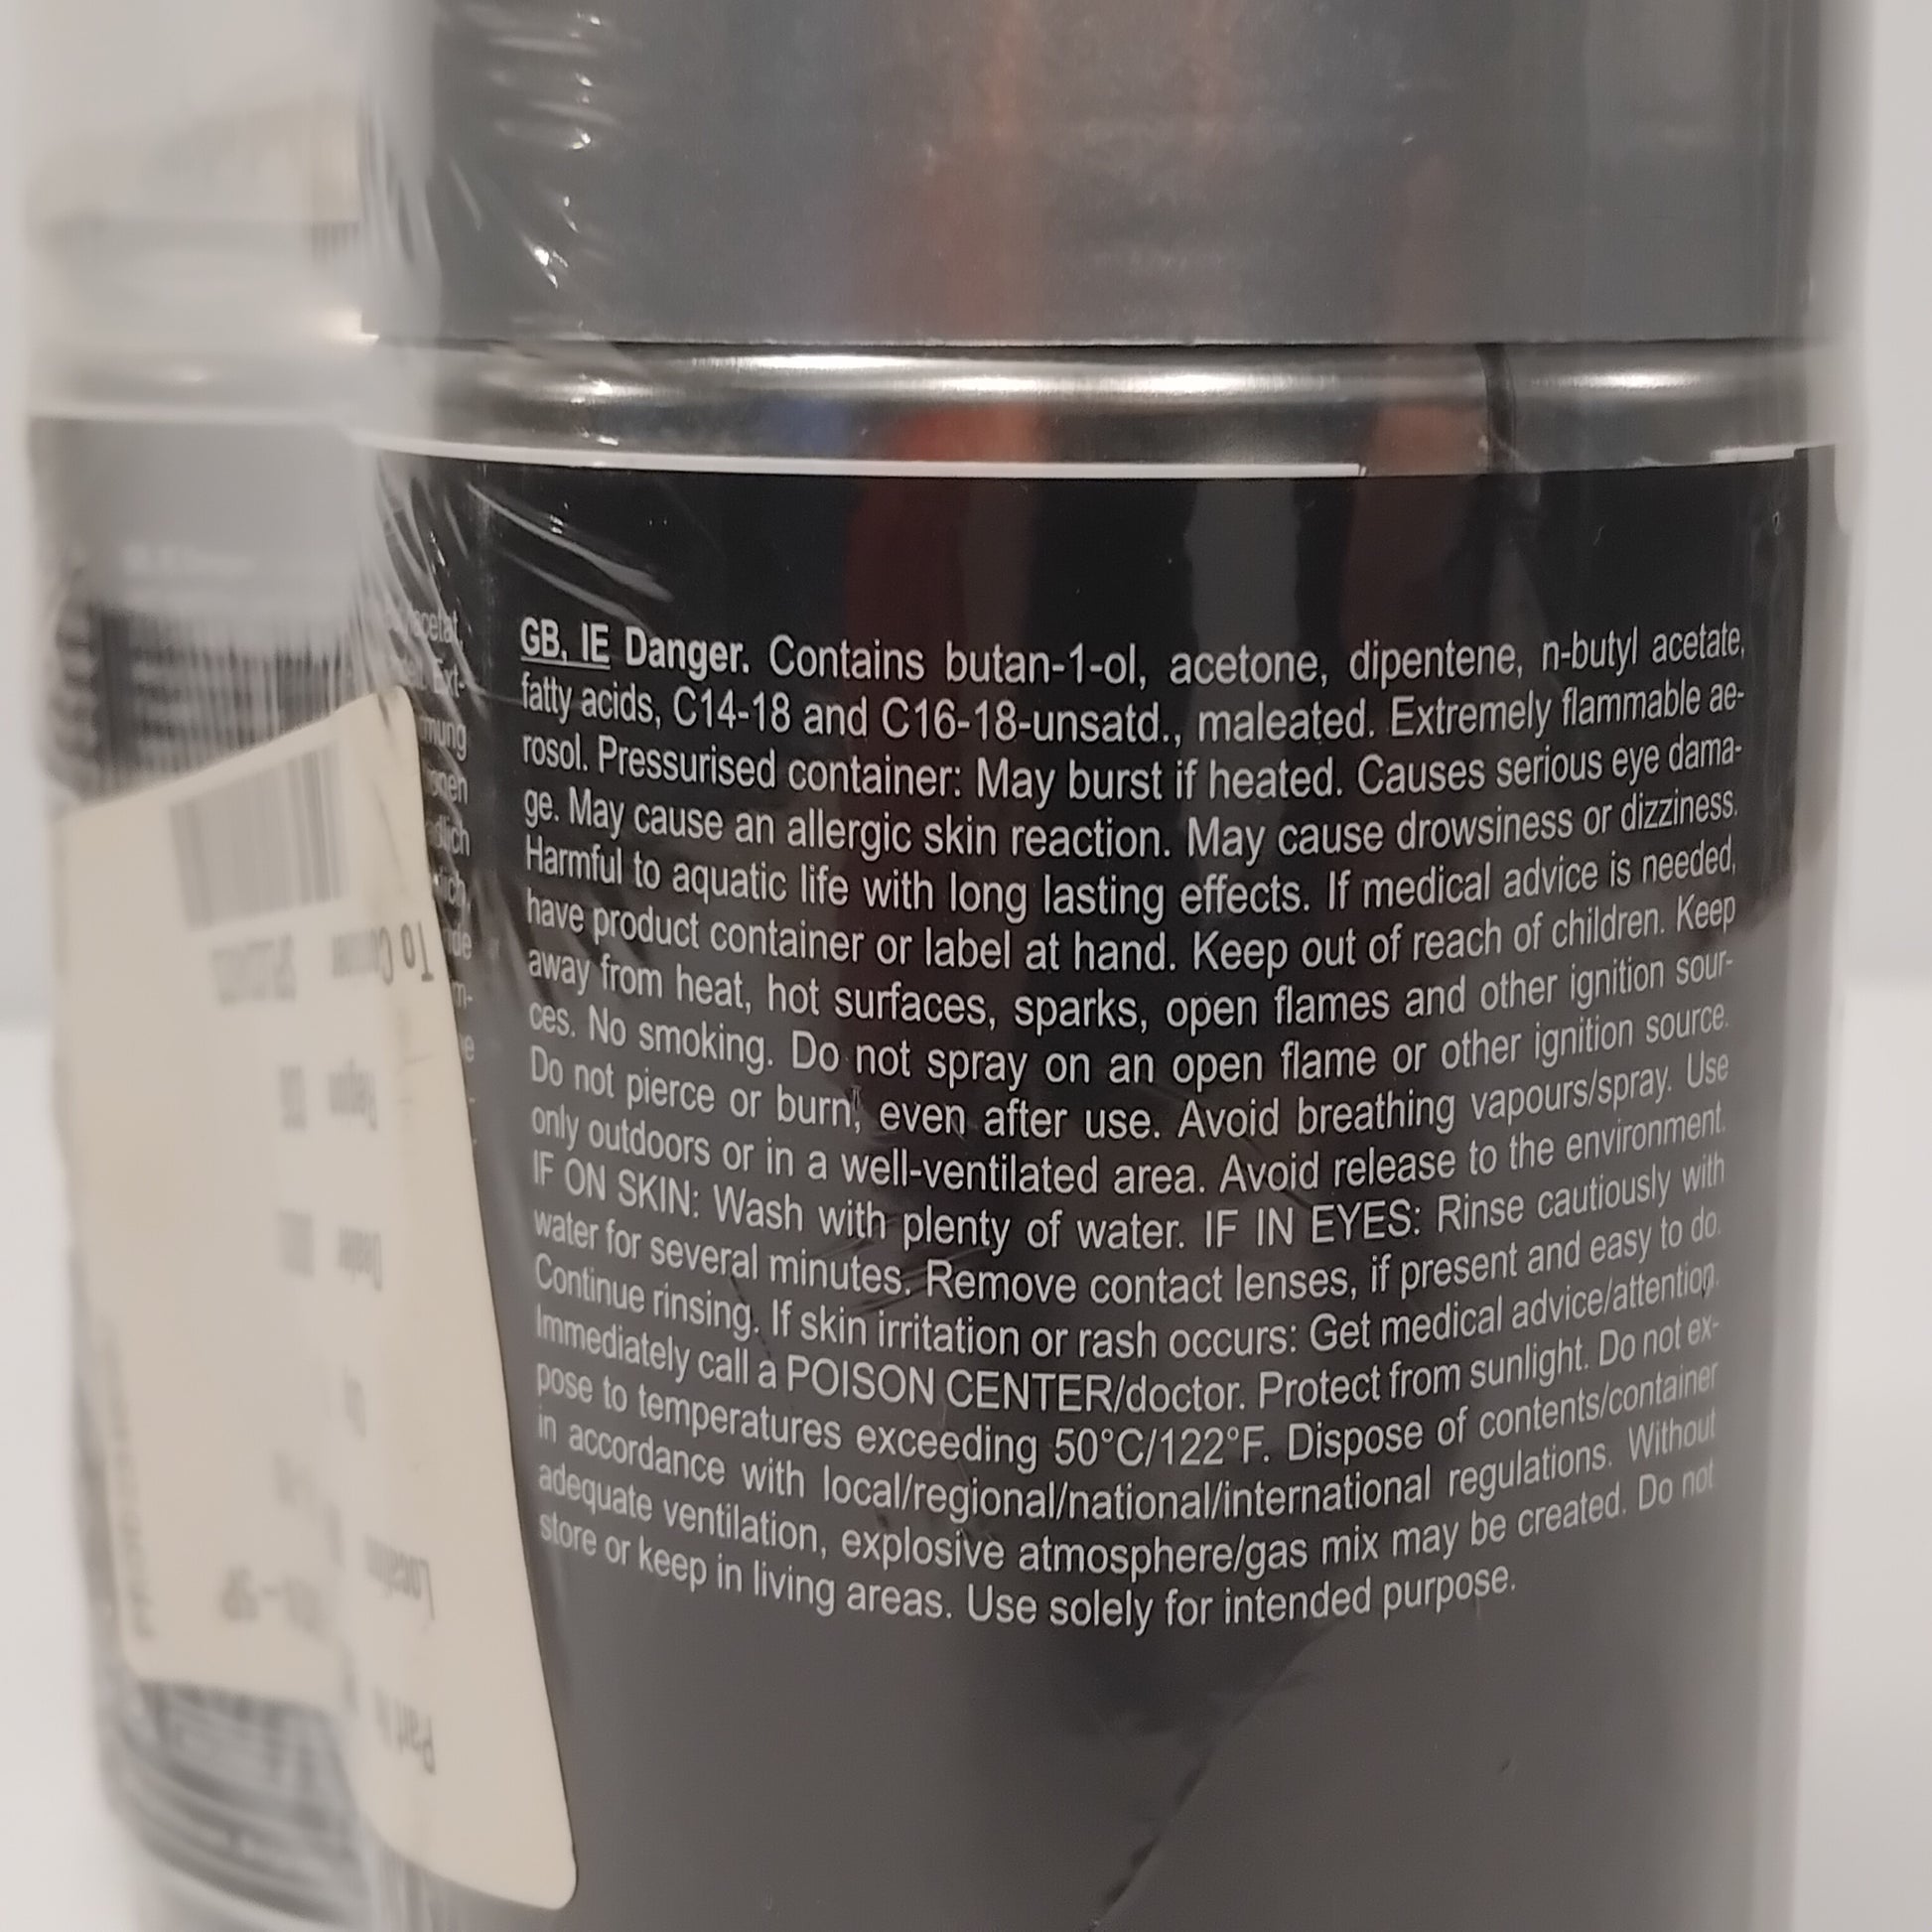 GB, IE Danger. Contains butan-1-ol, acetone, dipentene, n-butyl acetate,
fatty acids, C14-18 and C16-18-unsatd., maleated. Extremely flammable ae-
rosol. Pressurised container: May burst if heated. Causes serious eye dama-
ge. May cause an allergic skin reaction. May cause drowsiness or dizziness.
Harmful to aquatic life with long lasting effects. If medical advice is needed,
have product container or label at hand. Keep out of reach of children. Keep
away from heat, hot surfaces, sparks, open flames and other ignition sour-
ces. No smoking. Do not spray on an open flame or other ignition source.
Do not pierce or burn, even after use. Avoid breathing vapours/spray. Use
only outdoors or in a well-ventilated area. Avoid release to the environment.
IF ON SKIN: Wash with plenty of water. IF IN EYES: Rinse cautiously with
water for several minutes. Remove contact lenses, if present and easy to do.
Continue rinsing. If skin irritation or rash occurs: Get medical advice/attention.
Immediately call a POISON CENTER/doctor. Protect from sunlight. Do not ex-
pose to temperatures exceeding 50°C/122°F. Dispose of contents/container
in accordance with local/regional/national/international regulations. Without
adequate ventilation, explosive atmosphere/gas mix may be created. Do not
store or keep in living areas. Use solely for intended purpose.
To
Region
Dealer
Location
Part